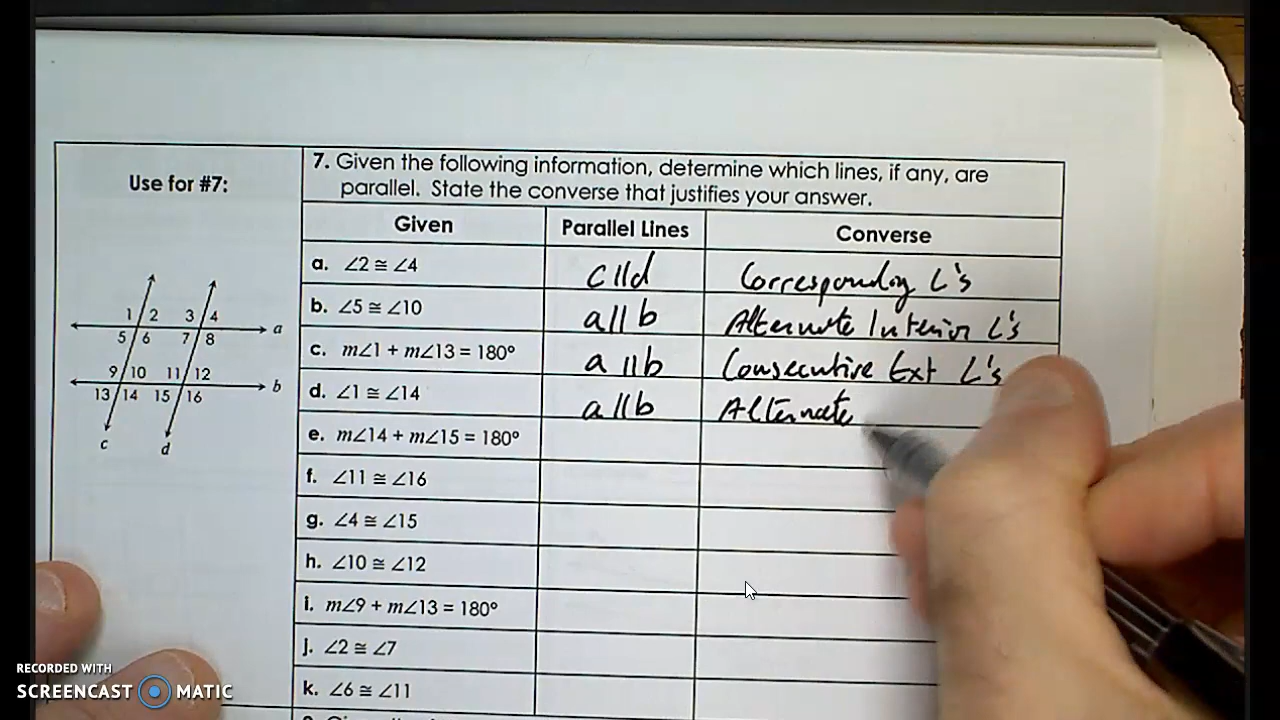 Use for #7:
1 2 3 4
a
5 6 7 8
9 10 11 12
b
13 14 15 16
c
d
7. Given the following information, determine which lines, if any, are
parallel. State the converse that justifies your answer.
Given Parallel Lines Converse
a. ∠2 ≅ ∠4 c||d Corresponding ∠'s
b. ∠5 ≅ ∠10 a||b Alternate Interior ∠'s
c. m∠1 + m∠13 = 180° a||b Consecutive Ext ∠'s
d. ∠1 ≅ ∠14 a||b Alternate
e. m∠14 + m∠15 = 180°
f. ∠11 ≅ ∠16
g. ∠4 ≅ ∠15
h. ∠10 ≅ ∠12
i. m∠9 + m∠13 = 180°
j. ∠2 ≅ ∠7
k. ∠6 ≅ ∠11
RECORDED WITH
SCREENCAST MATIC